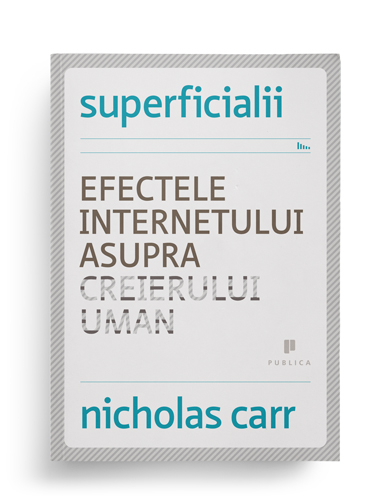 superficialii
EFECTELE
INTERNETULUI
ASUPRA
CREIERULUI
UMAN
PUBLICA
nicholas carr